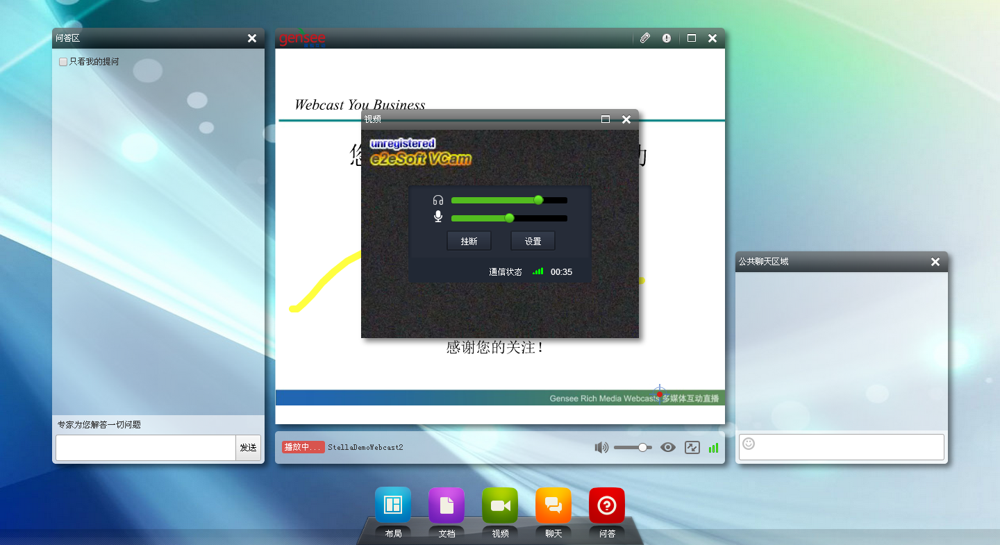 问答区
只看我的提问
专家为您解答一切问题
发送
gensee
Webcast You Business
您
视频
unregistered
e2eSoft VCam
挂断
设置
通信状态
00:35
感谢您的关注!
Gensee Rich Media Webcasts 多媒体互动直播
播放中...
StellaDemoWebcast2
公共聊天区域
布局
文档
视频
聊天
问答